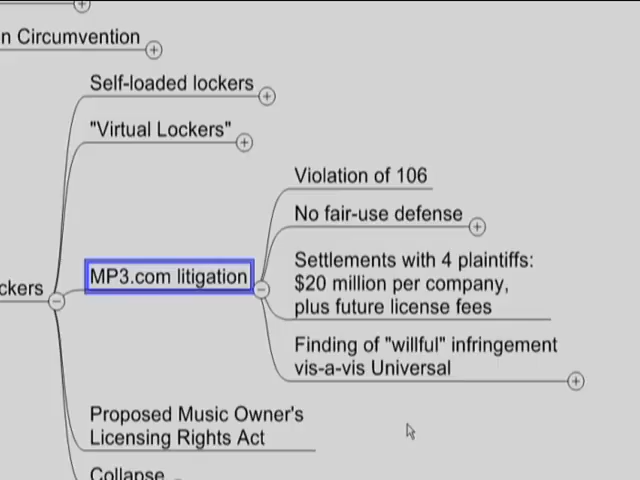 n Circumvention
Self-loaded lockers
"Virtual Lockers"
Violation of 106
No fair-use defense
MP3.com litigation
Settlements with 4 plaintiffs:
$20 million per company,
plus future license fees
ckers
Finding of "willful" infringement
vis-a-vis Universal
Proposed Music Owner's
Licensing Rights Act
Collapse